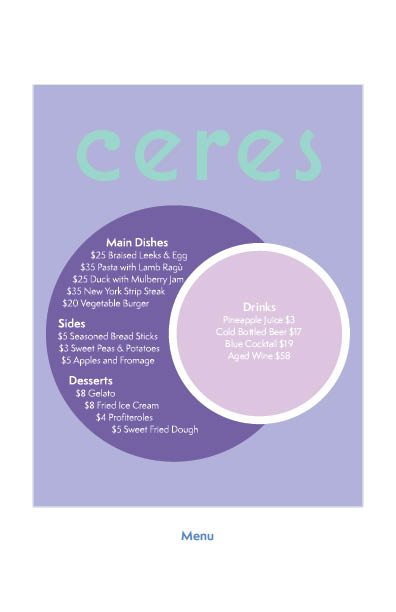 ceres
Main Dishes
$25 Braised Leeks & Egg
$35 Pasta with Lamb Ragù
$25 Duck with Mulberry Jam
$35 New York Strip Steak
$20 Vegetable Burger
Sides
$5 Seasoned Bread Sticks
$3 Sweet Peas & Potatoes
$5 Apples and Fromage
Desserts
$8 Gelato
$8 Fried Ice Cream
$4 Profiteroles
$5 Sweet Fried Dough
Drinks
Pineapple Juice $3
Cold Bottled Beer $17
Blue Cocktail $19
Aged Wine $58
Menu